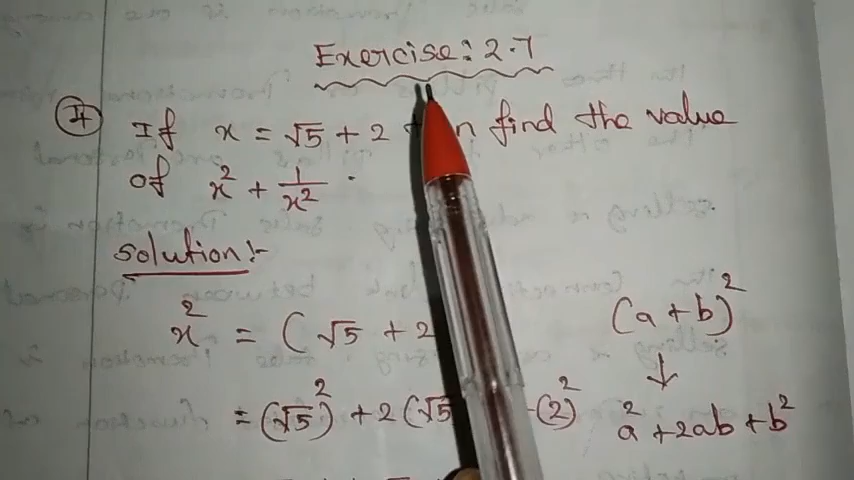 Exercise: 2.7
4 If x = √5 + 2 find the value
of x² + 1/x².
Solution:-
x² = (√5 + 2
(a + b)²
↓
= (√5)² + 2(√5 (2)²
a² + 2ab + b²